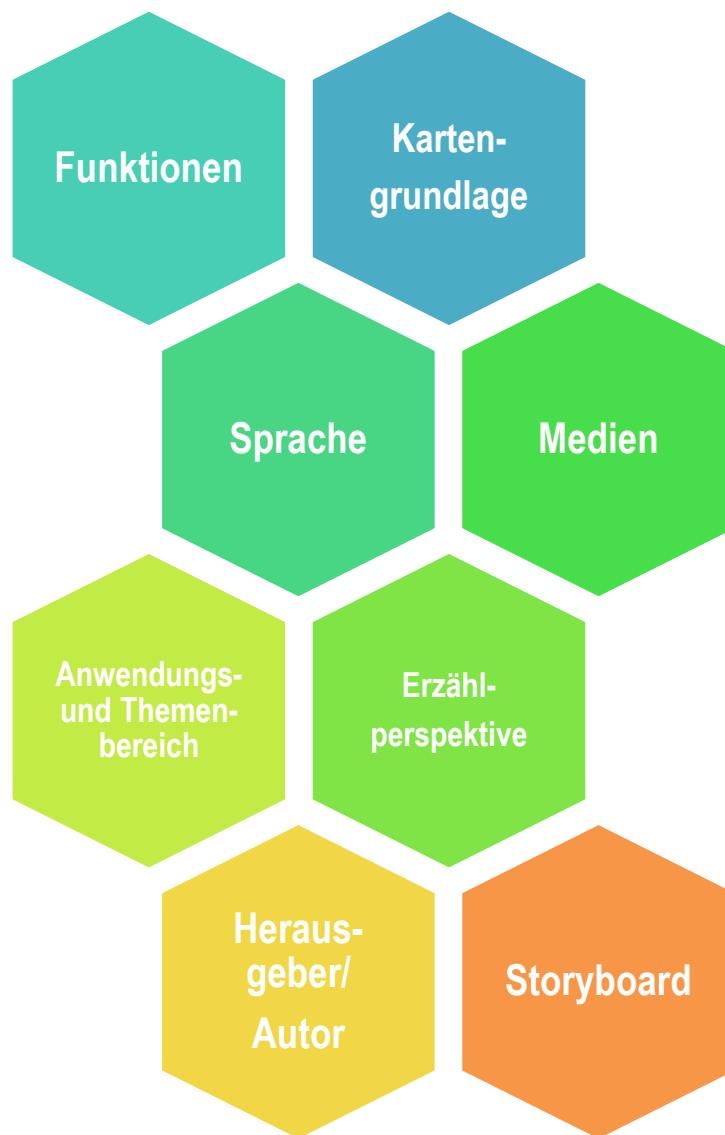 Funktionen
Karten-
grundlage
Sprache
Medien
Anwendungs-
und Themen-
bereich
Erzähl-
perspektive
Heraus-
geber/
Autor
Storyboard